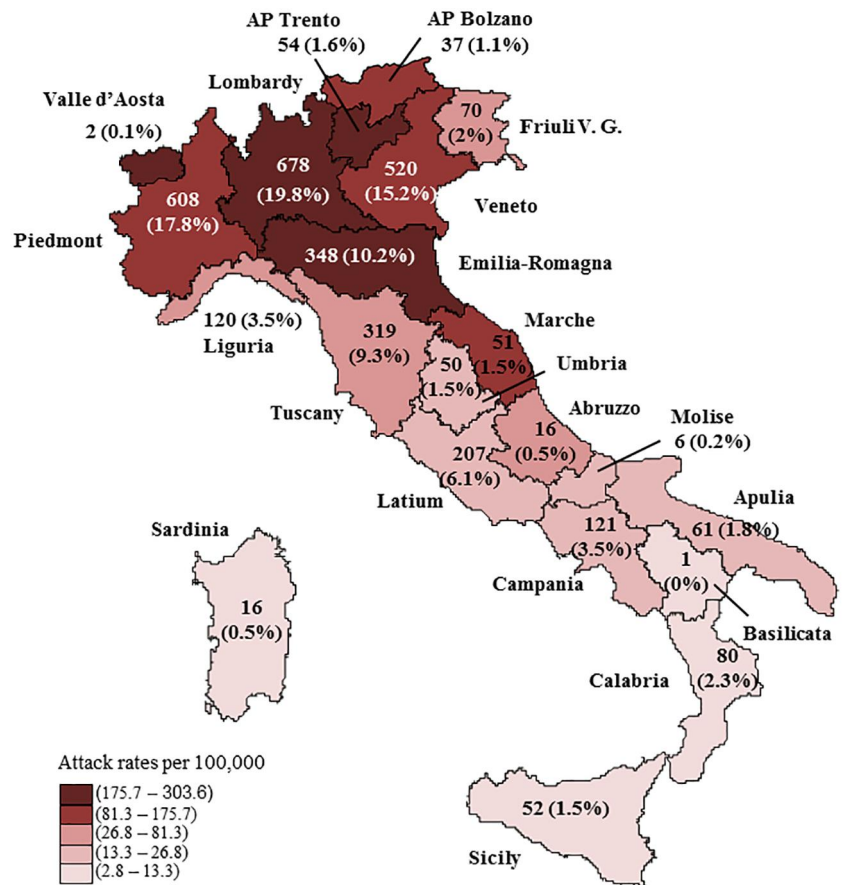 AP Trento
54 (1.6%)
AP Bolzano
37 (1.1%)
Lombardy
Valle d'Aosta
2 (0.1%)
70
(2%)
Friuli V. G.
678
(19.8%)
520
(15.2%)
Veneto
608
(17.8%)
Piedmont
348 (10.2%)
Emilia-Romagna
120 (3.5%)
Liguria
319
(9.3%)
Marche
51
(1.5%)
50
(1.5%)
Umbria
Tuscany
Abruzzo
16
(0.5%)
Molise
6 (0.2%)
207
(6.1%)
Latium
Apulia
61 (1.8%)
Sardinia
121
(3.5%)
Campania
1
(0%)
Basilicata
16
(0.5%)
80
(2.3%)
Calabria
Attack rates per 100,000
(175.7 – 303.6)
(81.3 – 175.7)
(26.8 – 81.3)
(13.3 – 26.8)
(2.8 – 13.3)
52 (1.5%)
Sicily